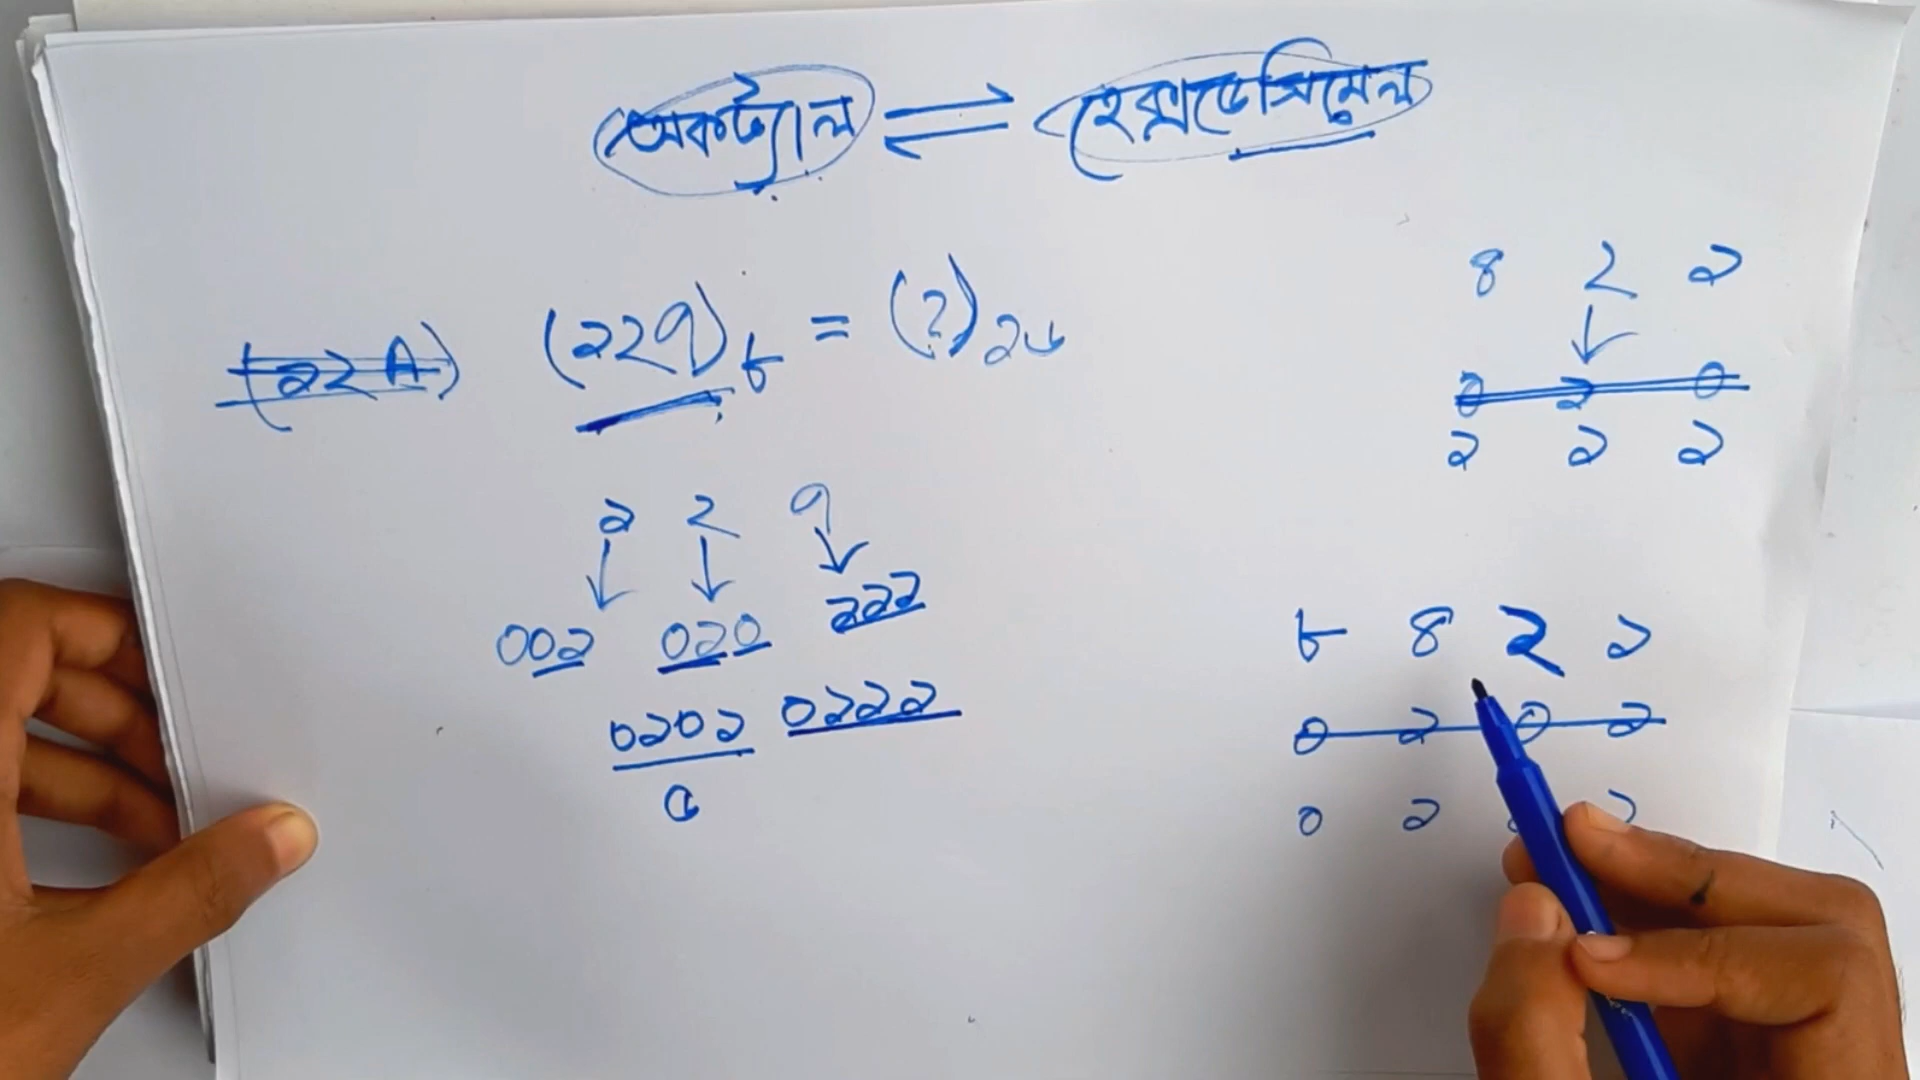 অকট্যাল ⇌ হেক্সাডেসিমেল
(১২৭)৮ = (?)১৬
১ ২ ৭
০০১ ০১০ ১১১
০১০১ ০১১১
৫
৪ ২ ১
০ ১ ০
১ ১ ১
৮ ৪ ২ ১
০ ১ ০ ১
০ ১ ১